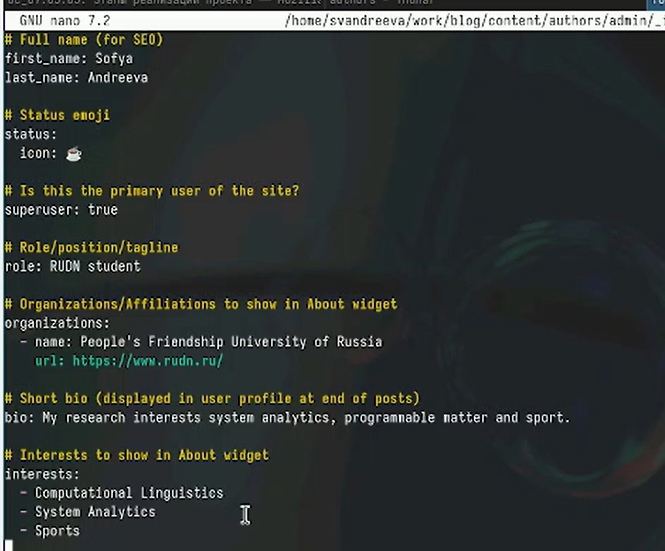 GNU nano 7.2 /home/svandreeva/work/blog/content/authors/admin/_
# Full name (for SEO)
first_name: Sofya
last_name: Andreeva
# Status emoji
status:
icon: ☕
# Is this the primary user of the site?
superuser: true
# Role/position/tagline
role: RUDN student
# Organizations/Affiliations to show in About widget
organizations:
- name: People's Friendship University of Russia
url: https://www.rudn.ru/
# Short bio (displayed in user profile at end of posts)
bio: My research interests system analytics, programmable matter and sport.
# Interests to show in About widget
interests:
- Computational Linguistics
- System Analytics
- Sports